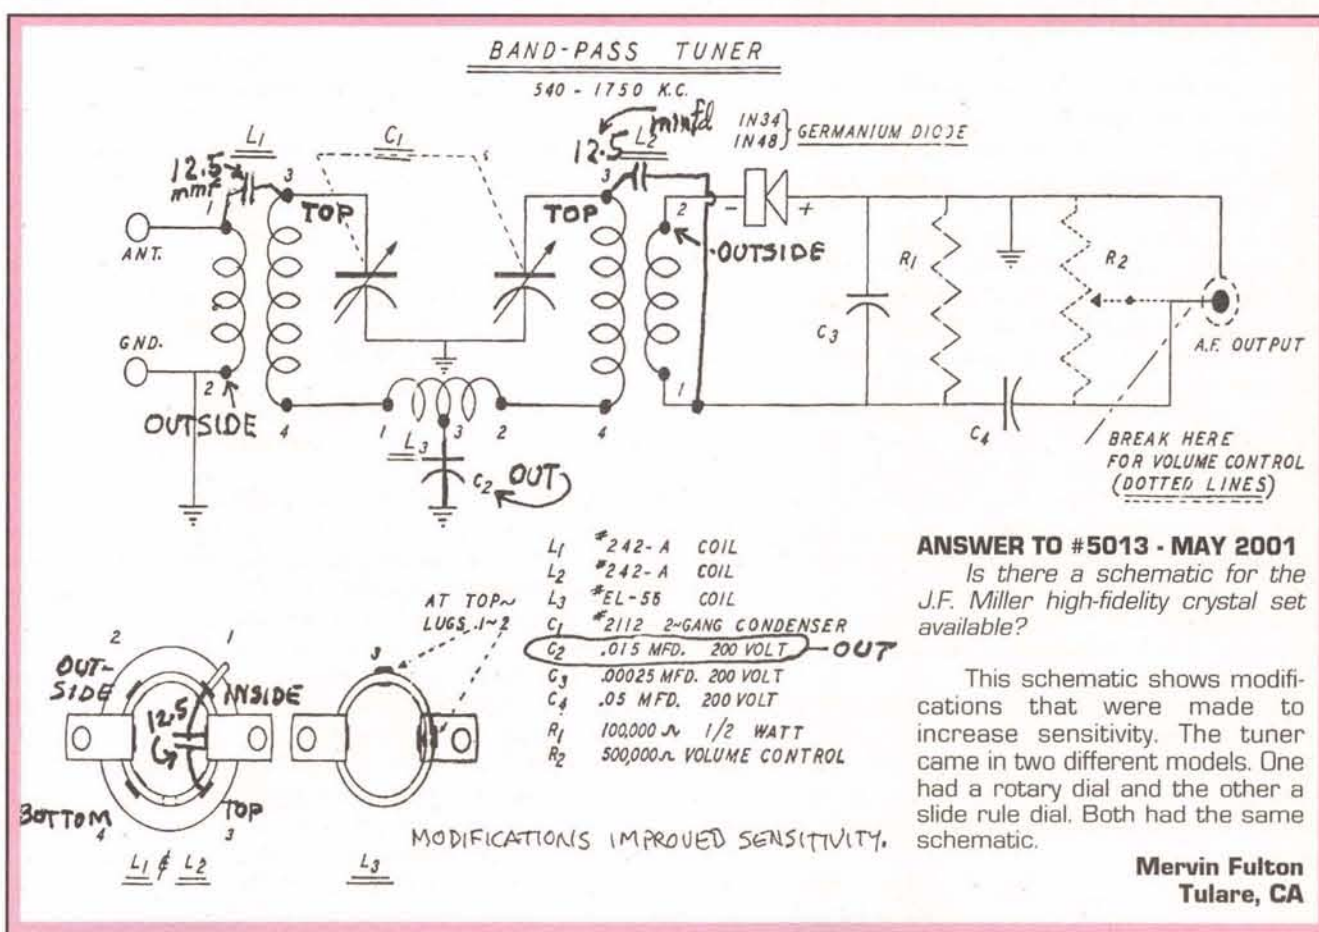 BAND-PASS TUNER
540 - 1750 K.C.
L1
C1
12.5 mmfd
L2
1N34
1N48
GERMANIUM DIODE
12.5
mmf
1
3
TOP
3
TOP
2
OUTSIDE
-
+
ANT.
GND.
2
OUTSIDE
4
1
3
2
4
1
L3
C2
OUT
C3
R1
C4
R2
A.F. OUTPUT
BREAK HERE
FOR VOLUME CONTROL
(DOTTED LINES)
L1 #242-A COIL
L2 #242-A COIL
L3 #EL-55 COIL
C1 #2112 2~GANG CONDENSER
C2 .015 MFD. 200 VOLT OUT
C3 .00025 MFD. 200 VOLT
C4 .05 MFD. 200 VOLT
R1 100,000 Ω 1/2 WATT
R2 500,000 Ω VOLUME CONTROL
AT TOP~
LUGS 1~2
2
1
OUT-
SIDE
INSIDE
12.5
BOTTOM
4
TOP
3
L1 & L2
3
L3
MODIFICATIONS IMPROVED SENSITIVITY.
ANSWER TO #5013 - MAY 2001
Is there a schematic for the
J.F. Miller high-fidelity crystal set
available?
This schematic shows modifi-
cations that were made to
increase sensitivity. The tuner
came in two different models. One
had a rotary dial and the other a
slide rule dial. Both had the same
schematic.
Mervin Fulton
Tulare, CA